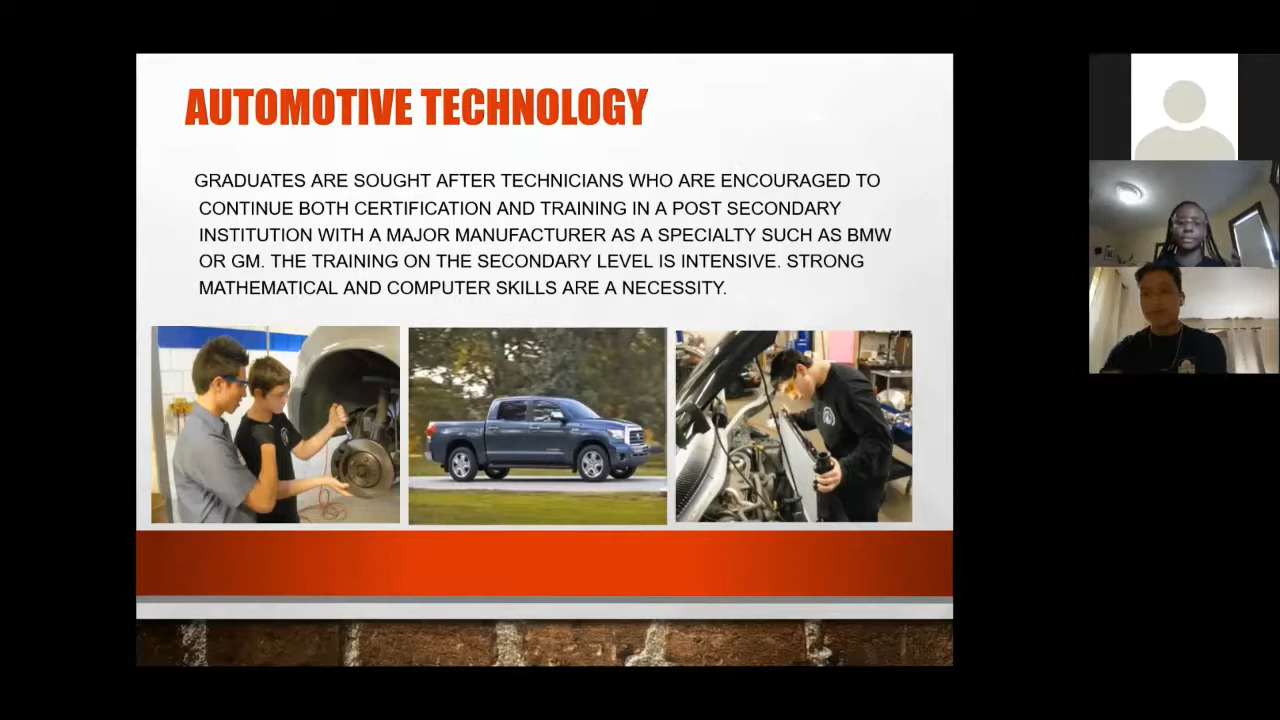 AUTOMOTIVE TECHNOLOGY
GRADUATES ARE SOUGHT AFTER TECHNICIANS WHO ARE ENCOURAGED TO
CONTINUE BOTH CERTIFICATION AND TRAINING IN A POST SECONDARY
INSTITUTION WITH A MAJOR MANUFACTURER AS A SPECIALTY SUCH AS BMW
OR GM. THE TRAINING ON THE SECONDARY LEVEL IS INTENSIVE. STRONG
MATHEMATICAL AND COMPUTER SKILLS ARE A NECESSITY.